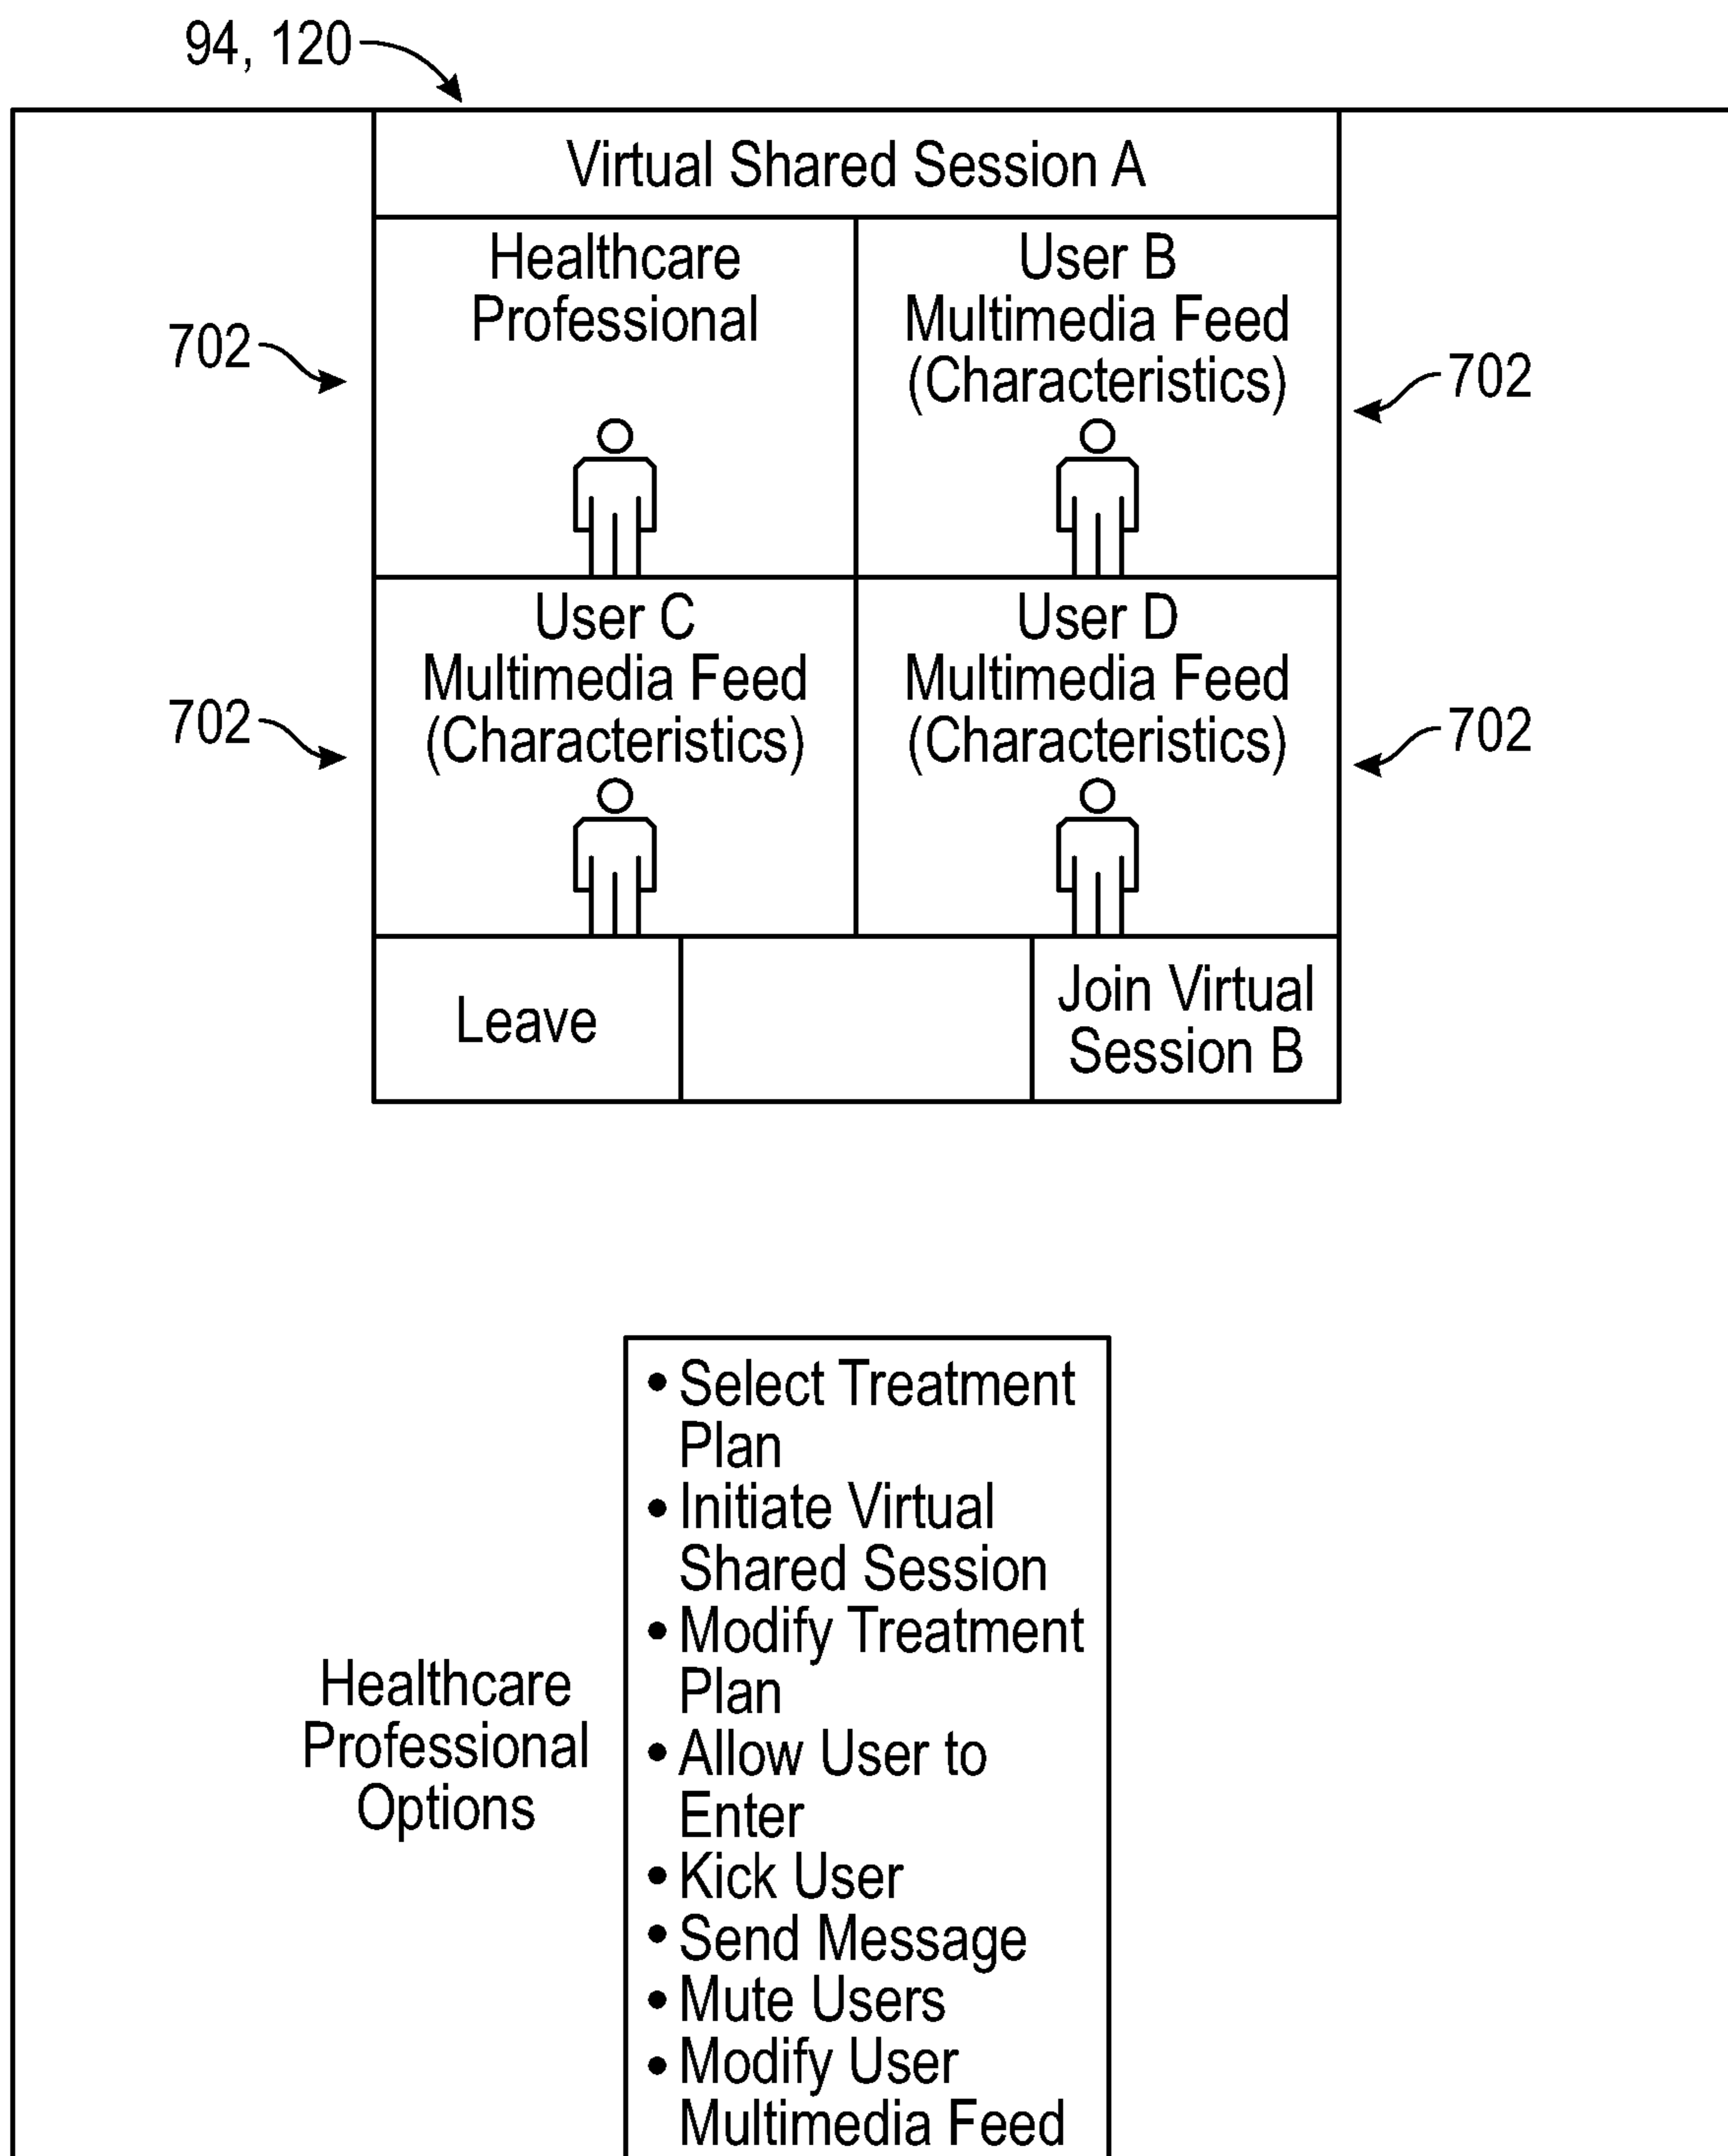 94, 120
Virtual Shared Session A
Healthcare
Professional
User B
Multimedia Feed
(Characteristics)
702
702
User C
Multimedia Feed
(Characteristics)
User D
Multimedia Feed
(Characteristics)
702
702
Leave
Join Virtual
Session B
Healthcare
Professional
Options
• Select Treatment
Plan
• Initiate Virtual
Shared Session
• Modify Treatment
Plan
• Allow User to
Enter
• Kick User
• Send Message
• Mute Users
• Modify User
Multimedia Feed